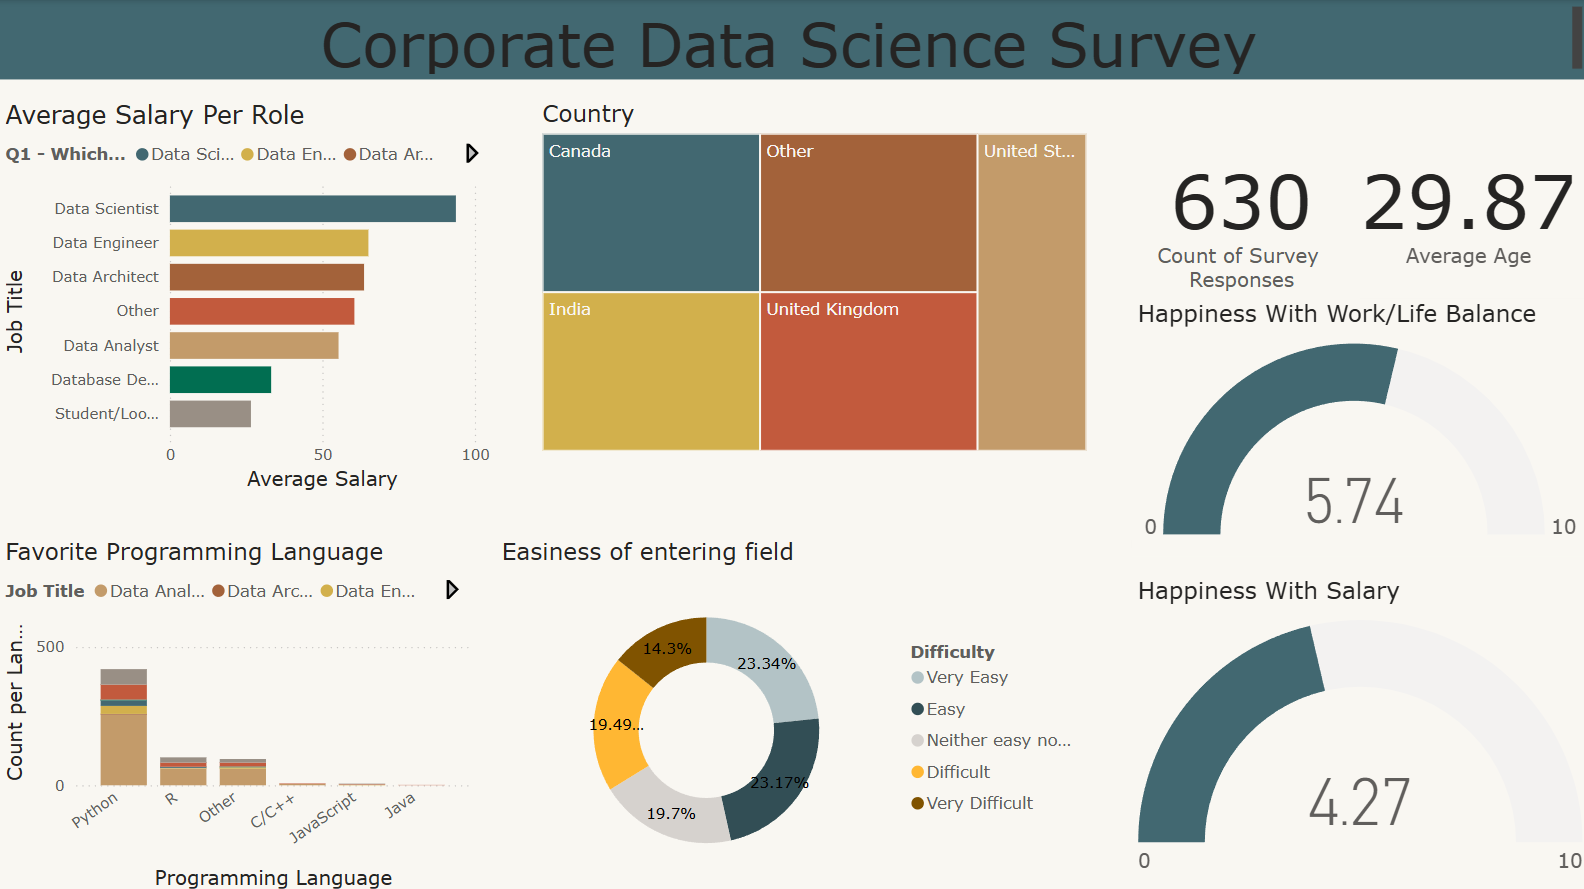 Corporate Data Science Survey
Average Salary Per Role
Q1 - Which... Data Sci... Data En... Data Ar...
Job Title
Data Scientist
Data Engineer
Data Architect
Other
Data Analyst
Database De...
Student/Loo...
0 50 100
Average Salary
Country
Canada
Other
United St...
India
United Kingdom
630
Count of Survey
Responses
29.87
Average Age
Happiness With Work/Life Balance
5.74
0 10
Favorite Programming Language
Job Title Data Anal... Data Arc... Data En...
Count per Lan...
500
0
Python R Other C/C++ JavaScript Java
Programming Language
Easiness of entering field
14.3%
23.34%
19.49...
23.17%
19.7%
Difficulty
Very Easy
Easy
Neither easy no...
Difficult
Very Difficult
Happiness With Salary
4.27
0 10